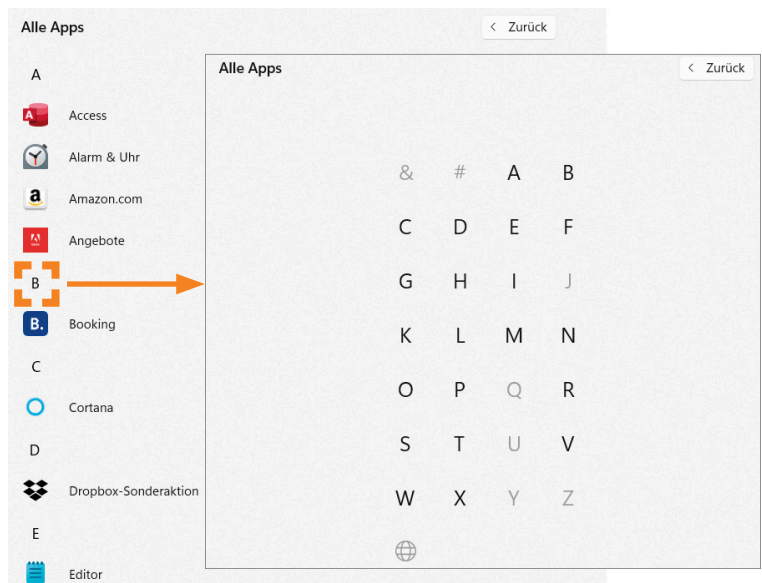 Alle Apps
< Zurück
A
Access
Alarm & Uhr
Amazon.com
Angebote
B
Booking
C
Cortana
D
Dropbox-Sonderaktion
E
Editor
Alle Apps
< Zurück
& # A B
C D E F
G H I J
K L M N
O P Q R
S T U V
W X Y Z